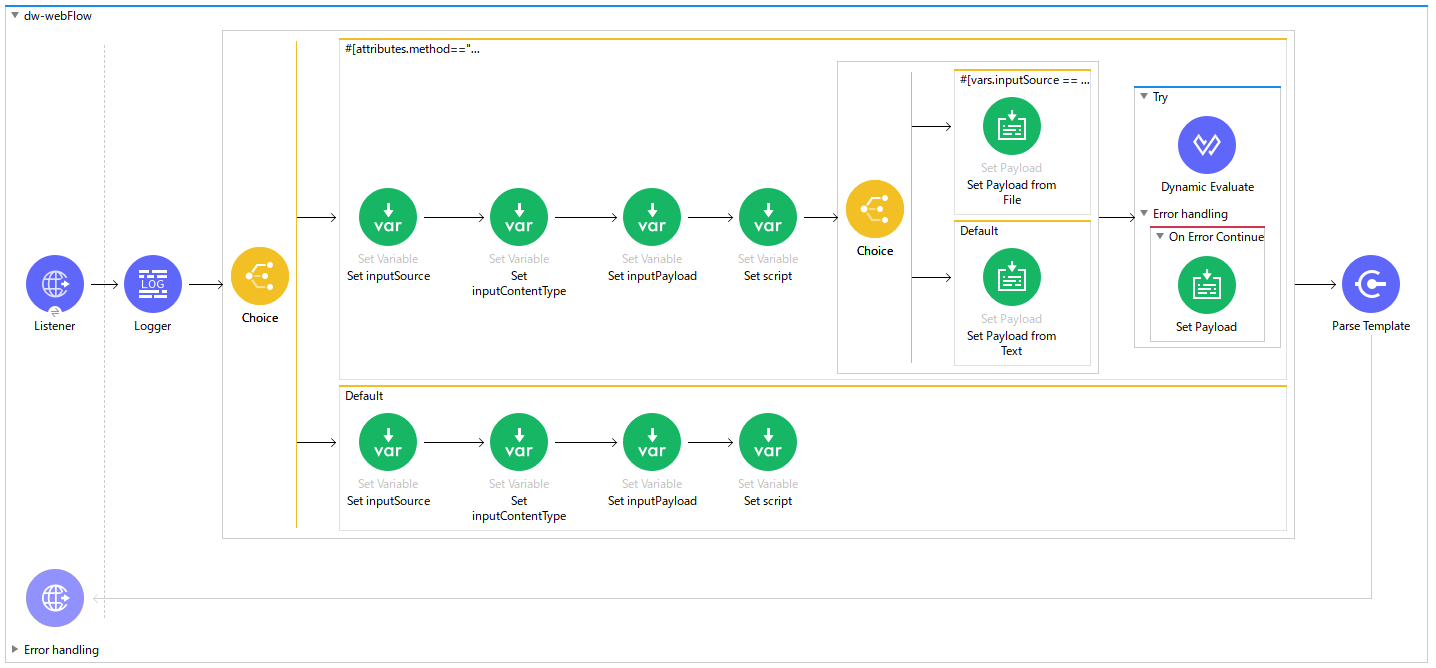 dw-webFlow
#[attributes.method=="...
#[vars.inputSource == ...
Set Payload
Set Payload from
File
Try
Dynamic Evaluate
Error handling
On Error Continue
Set Payload
var
var
var
var
Set Variable
Set Variable
Set Variable
Set Variable
Set inputSource
Set
inputContentType
Set inputPayload
Set script
Choice
Default
Set Payload
Set Payload from
Text
Listener
LOG
Logger
Choice
Parse Template
Default
var
var
var
var
Set Variable
Set Variable
Set Variable
Set Variable
Set inputSource
Set
inputContentType
Set inputPayload
Set script
Error handling